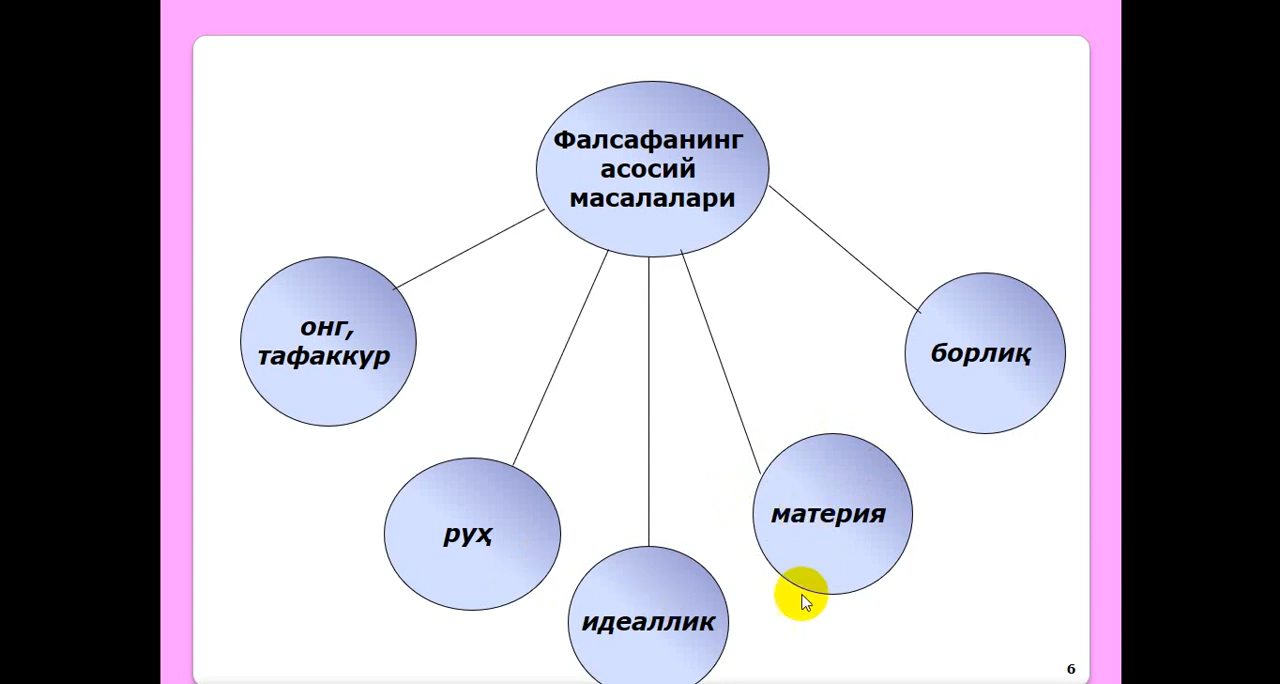 Фалсафанинг
асосий
масалалари
онг,
тафаккур
борлиқ
материя
руҳ
идеаллик
6